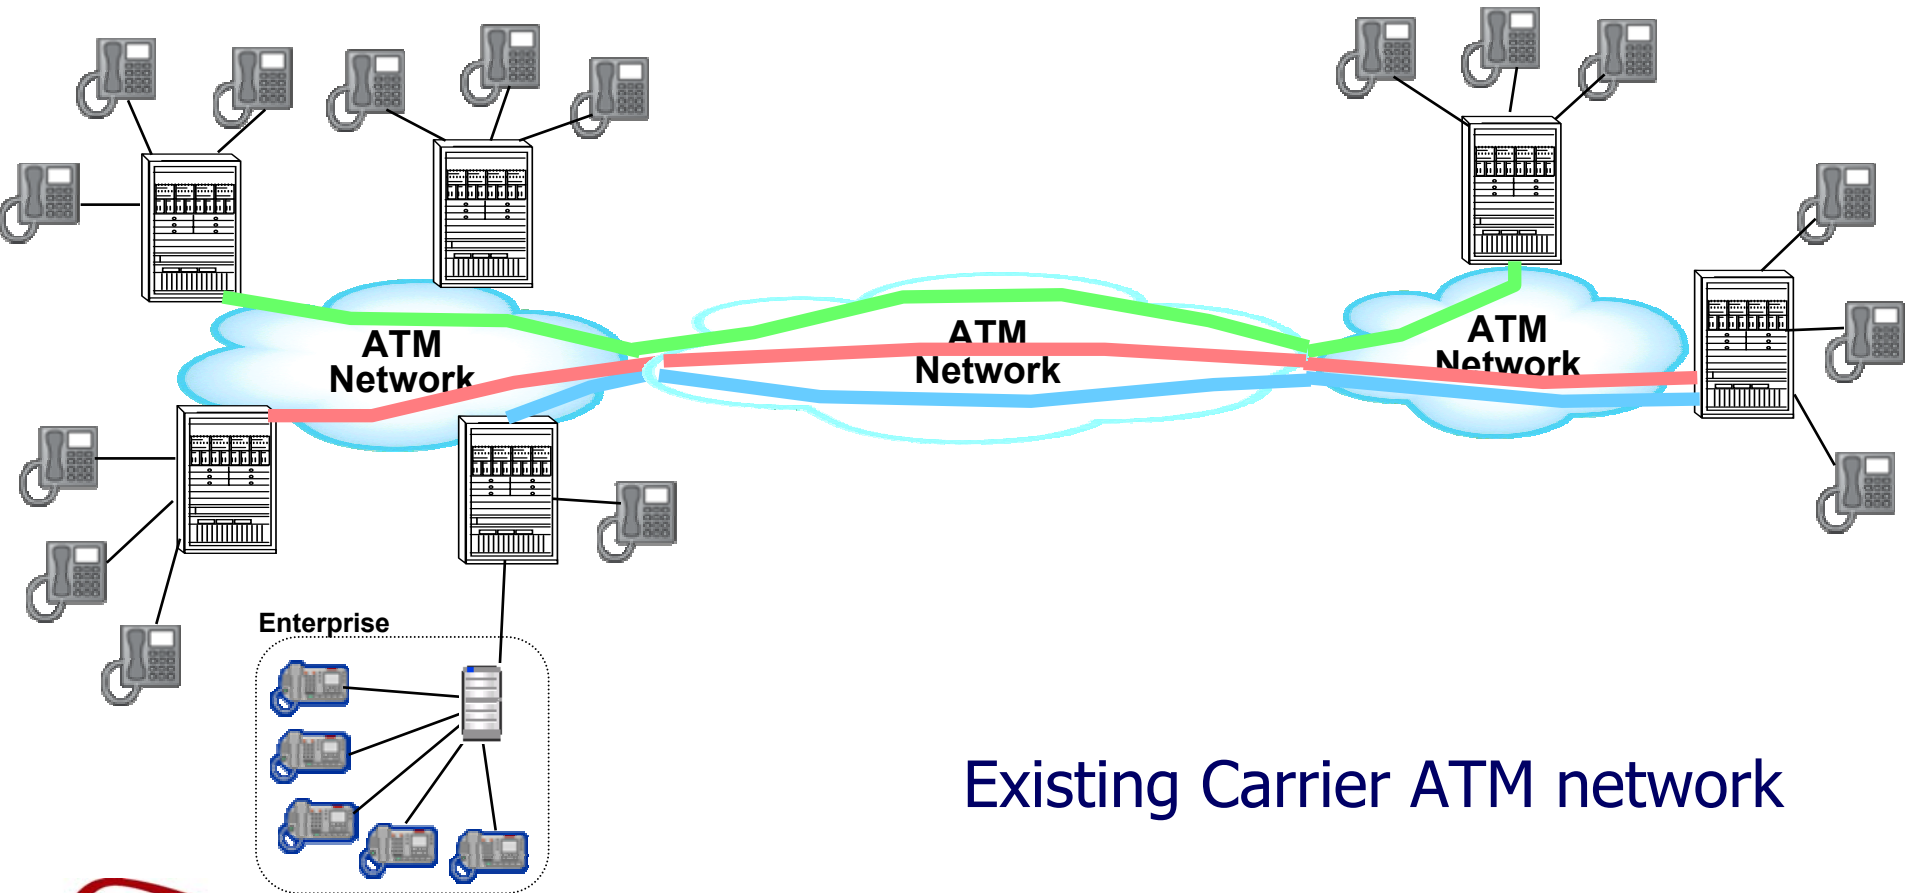 ATM
Network
ATM
Network
ATM
Network
Enterprise
Existing Carrier ATM network